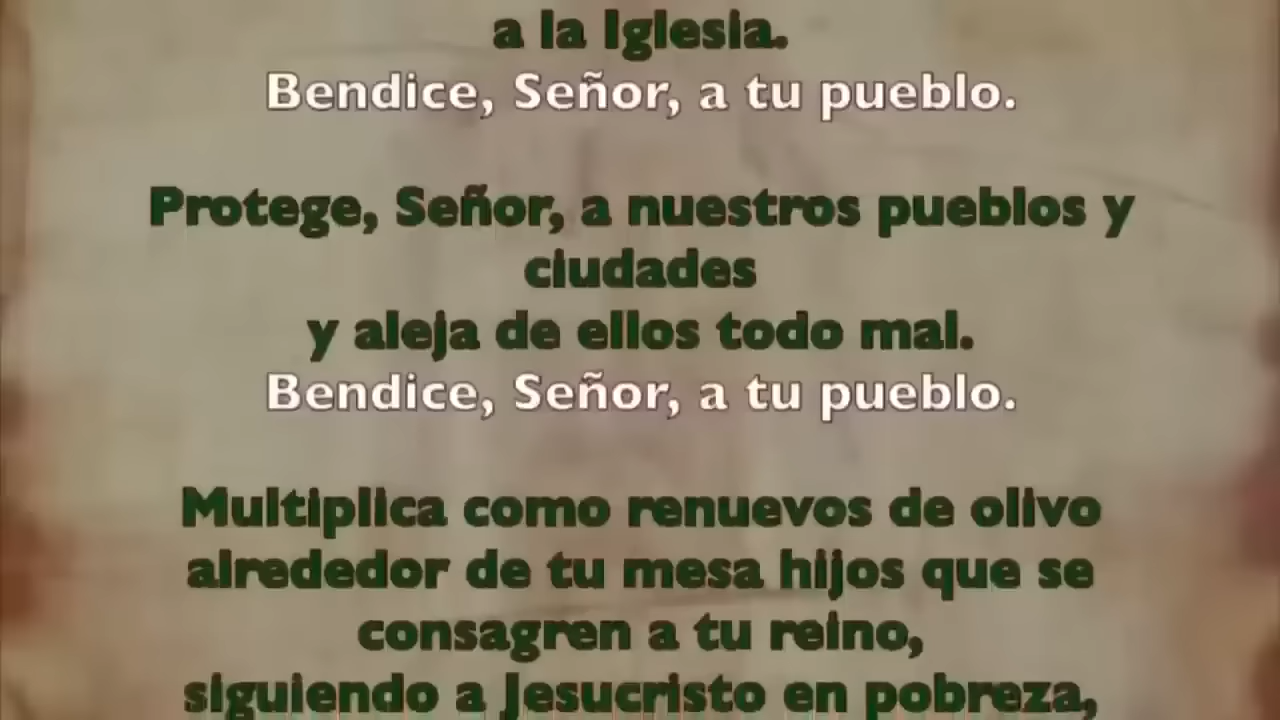 a la Iglesia.
Bendice, Señor, a tu pueblo.
Protege, Señor, a nuestros pueblos y
ciudades
y aleja de ellos todo mal.
Bendice, Señor, a tu pueblo.
Multiplica como renuevos de olivo
alrededor de tu mesa hijos que se
consagren a tu reino,
siguiendo a Jesucristo en pobreza,